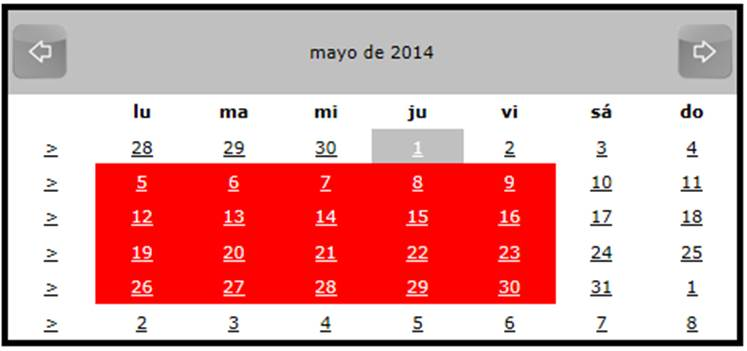 mayo de 2014
lu ma mi ju vi sá do
> 28 29 30 1 2 3 4
> 5 6 7 8 9 10 11
> 12 13 14 15 16 17 18
> 19 20 21 22 23 24 25
> 26 27 28 29 30 31 1
> 2 3 4 5 6 7 8